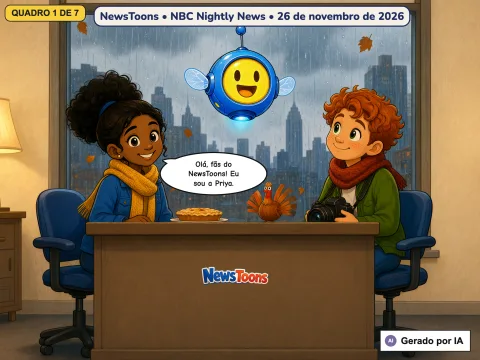 QUADRO 1 DE 7
NewsToons • NBC Nightly News • 26 de novembro de 2026
Olá, fãs do
NewsToons! Eu
sou a Priya.
NewsToons
AI Gerado por IA